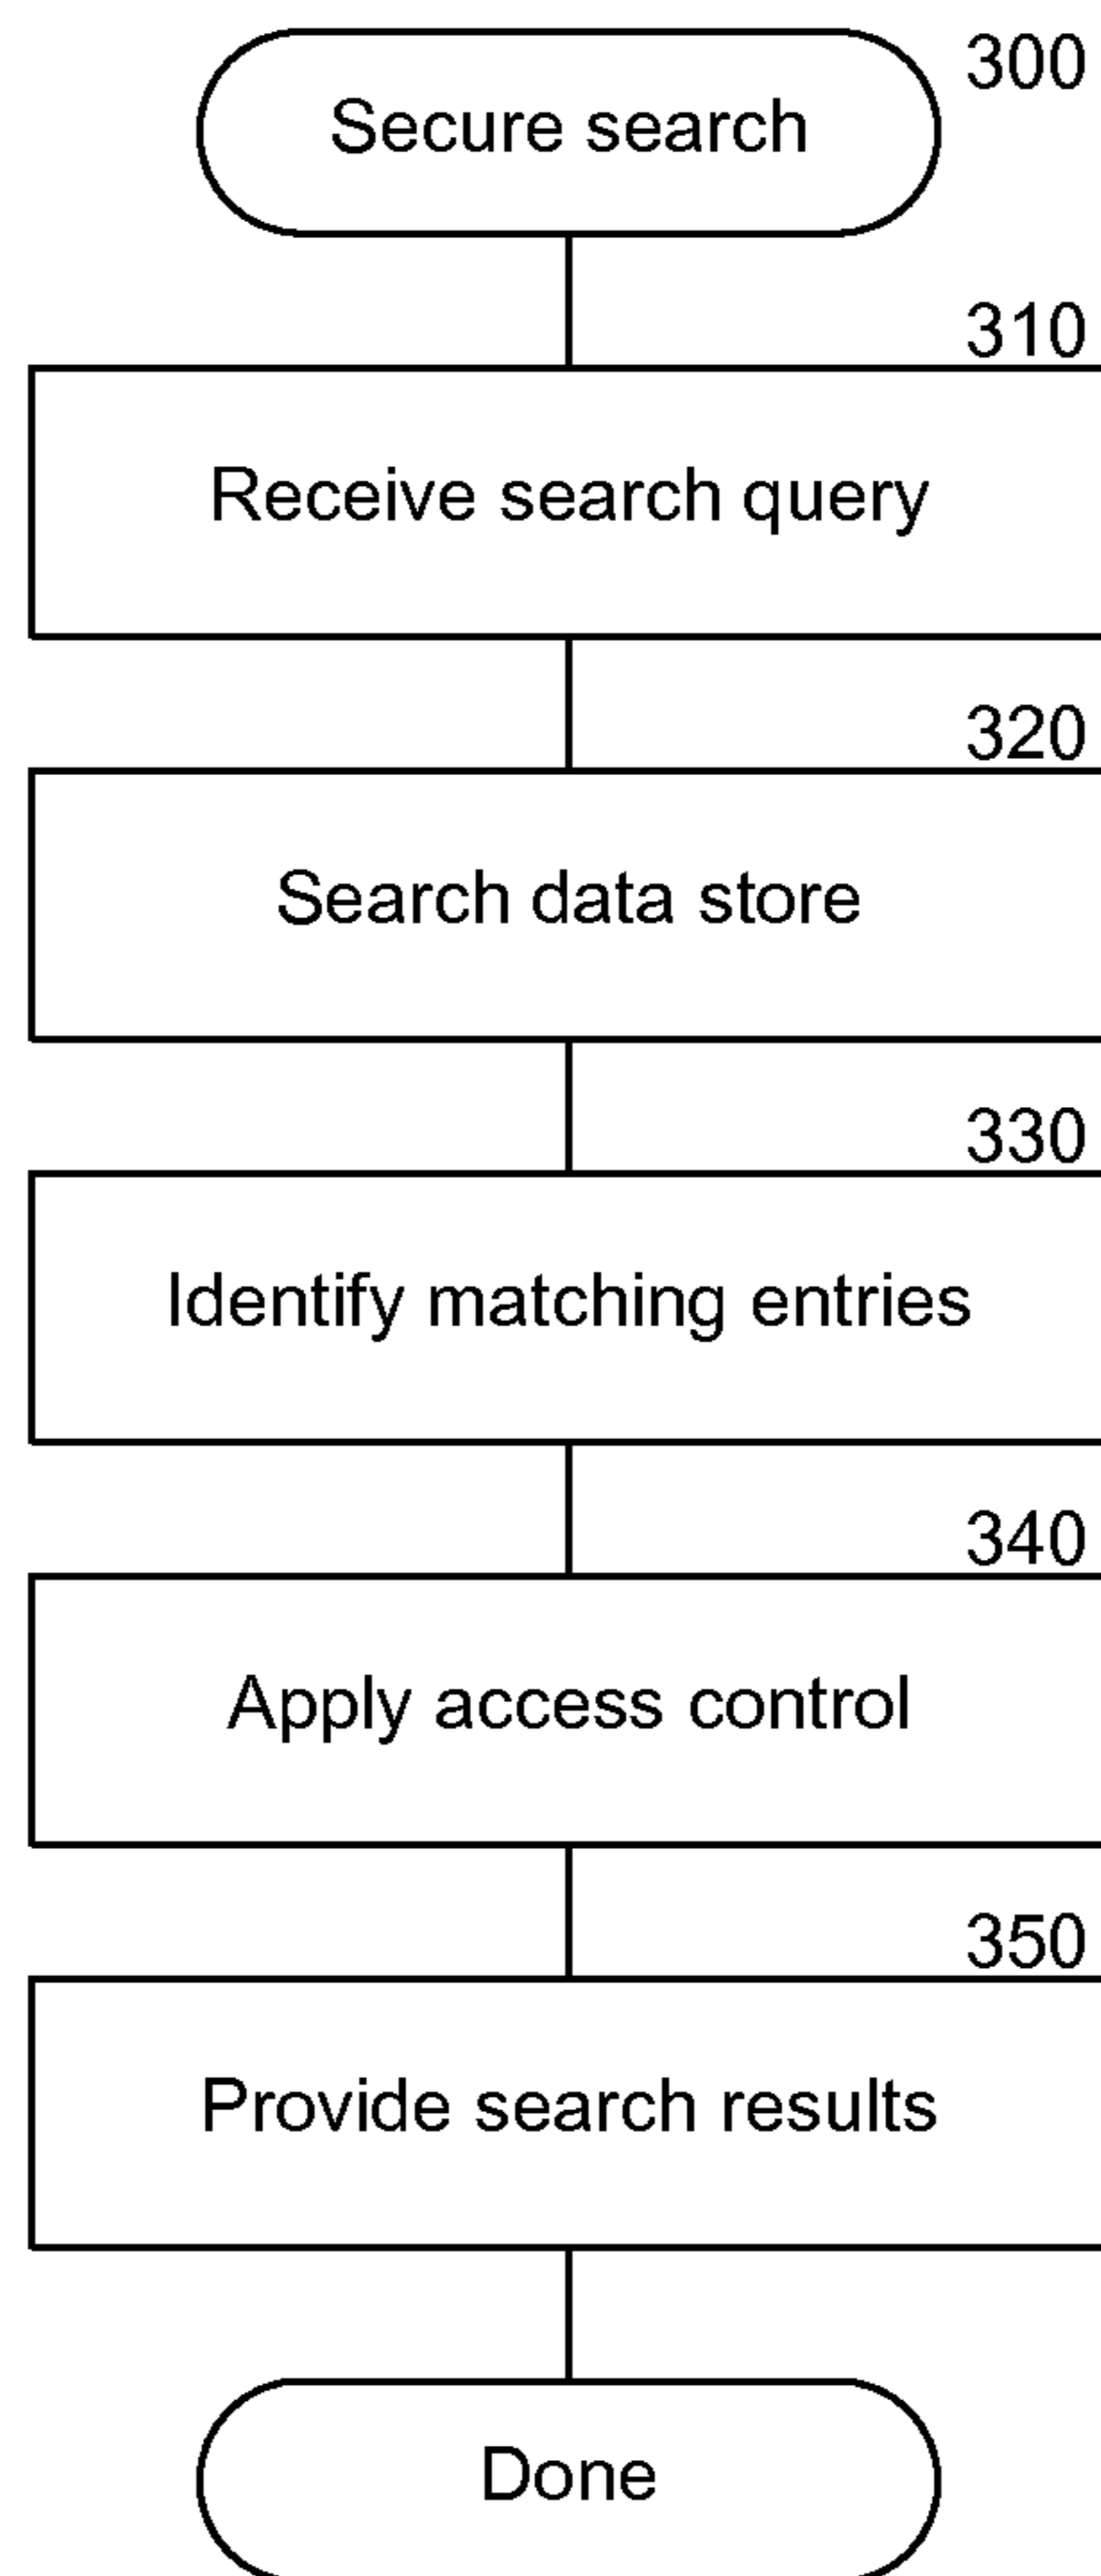 300
Secure search
310
Receive search query
320
Search data store
330
Identify matching entries
340
Apply access control
350
Provide search results
Done